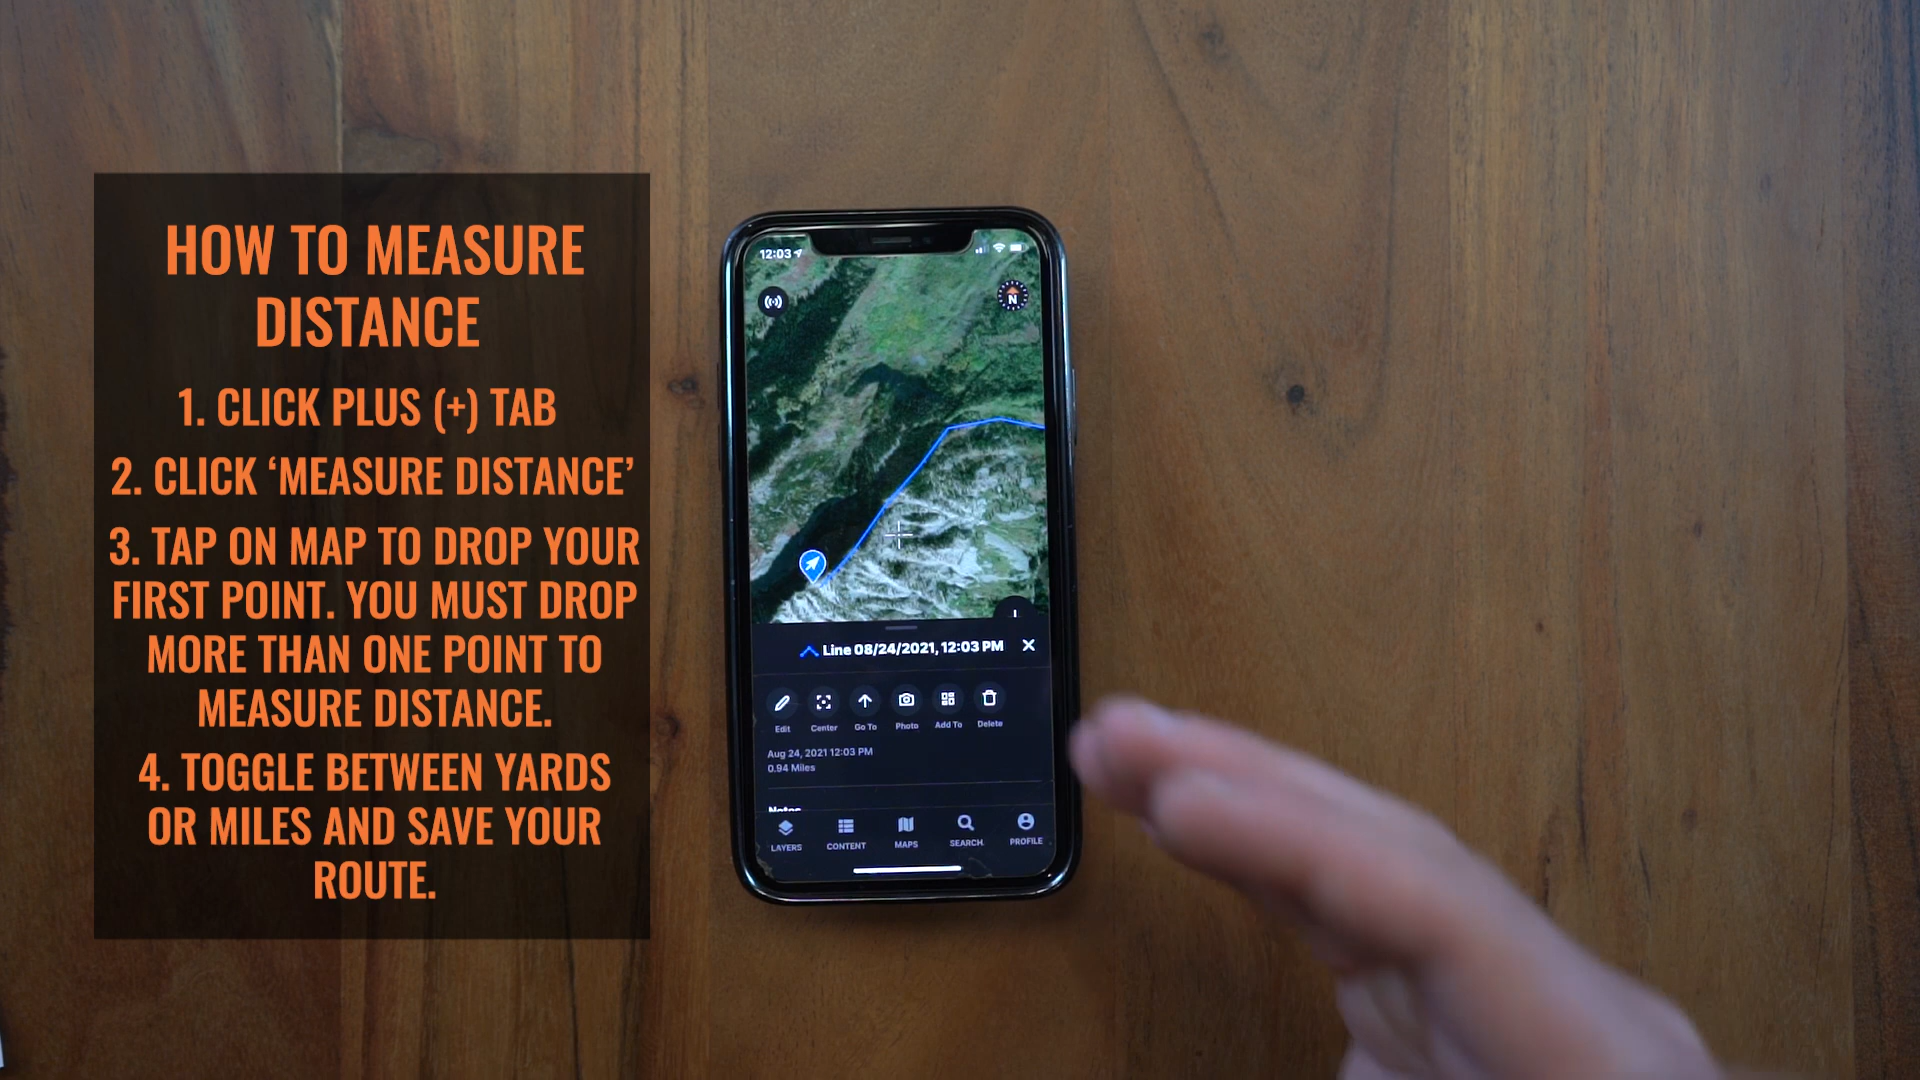 HOW TO MEASURE
DISTANCE
1. CLICK PLUS (+) TAB
2. CLICK ‘MEASURE DISTANCE’
3. TAP ON MAP TO DROP YOUR
FIRST POINT. YOU MUST DROP
MORE THAN ONE POINT TO
MEASURE DISTANCE.
4. TOGGLE BETWEEN YARDS
OR MILES AND SAVE YOUR
ROUTE.
12:03
N
Line 08/24/2021, 12:03 PM
Edit Center Go To Photo Add To Delete
Aug 24, 2021 12:03 PM
0.94 Miles
Notes
LAYERS CONTENT MAPS SEARCH PROFILE